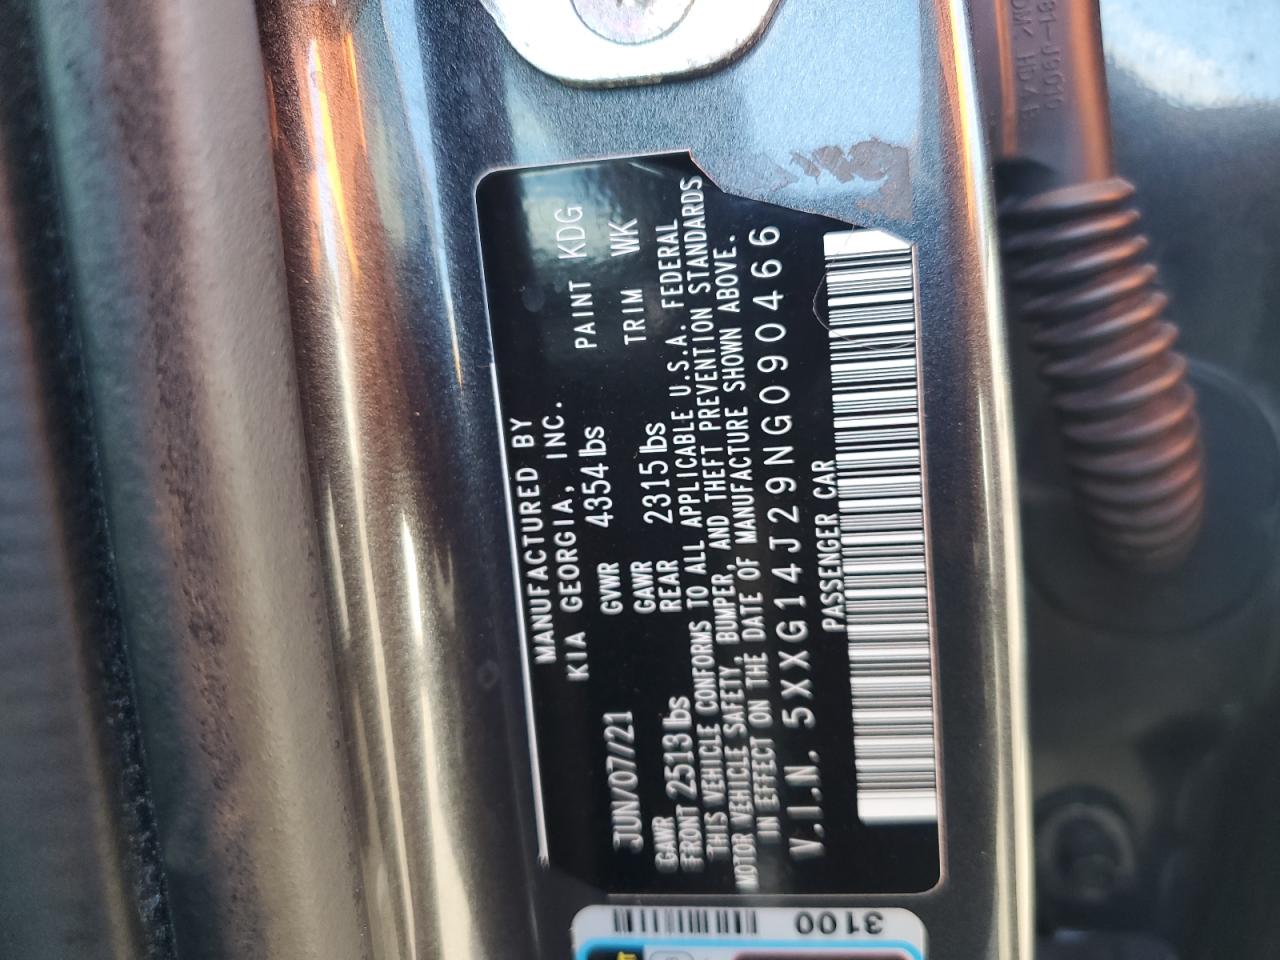 MANUFACTURED BY
KIA GEORGIA, INC.
JUN/07/21 GVWR 4354 lbs PAINT KDG
GAWR FRONT 2513 lbs GAWR REAR 2315 lbs TRIM WK
THIS VEHICLE CONFORMS TO ALL APPLICABLE U.S.A. FEDERAL
MOTOR VEHICLE SAFETY, BUMPER, AND THEFT PREVENTION STANDARDS
IN EFFECT ON THE DATE OF MANUFACTURE SHOWN ABOVE.
V.I.N. 5XXG14J29NG090466
PASSENGER CAR
3100